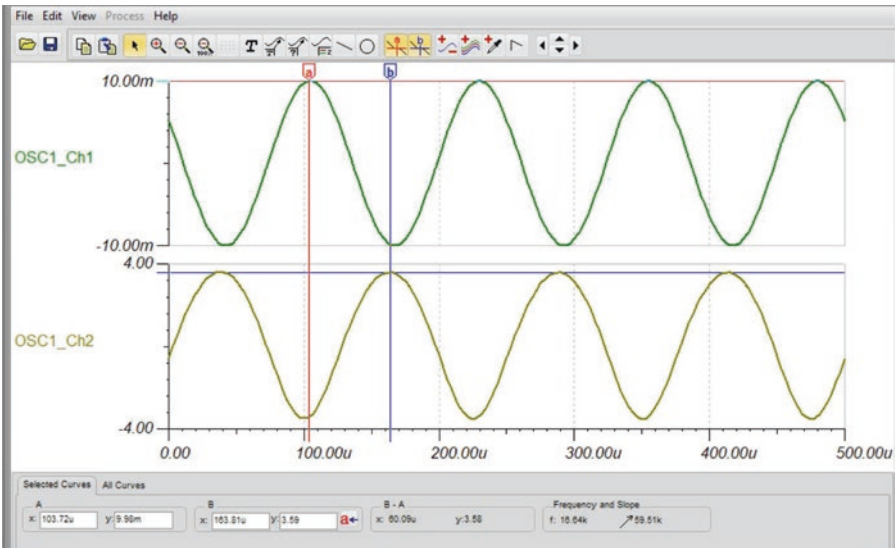 File Edit View Process Help
T
a b
10.00m
OSC1_Ch1
-10.00m
4.00
OSC1_Ch2
-4.00
0.00 100.00u 200.00u 300.00u 400.00u 500.00u
Selected Curves All Curves
A
x: 103.72u y: 9.98m
B
x: 163.81u y: 3.59 a
B - A
x: 60.09u y:3.58
Frequency and Slope
f: 16.64k 59.51k